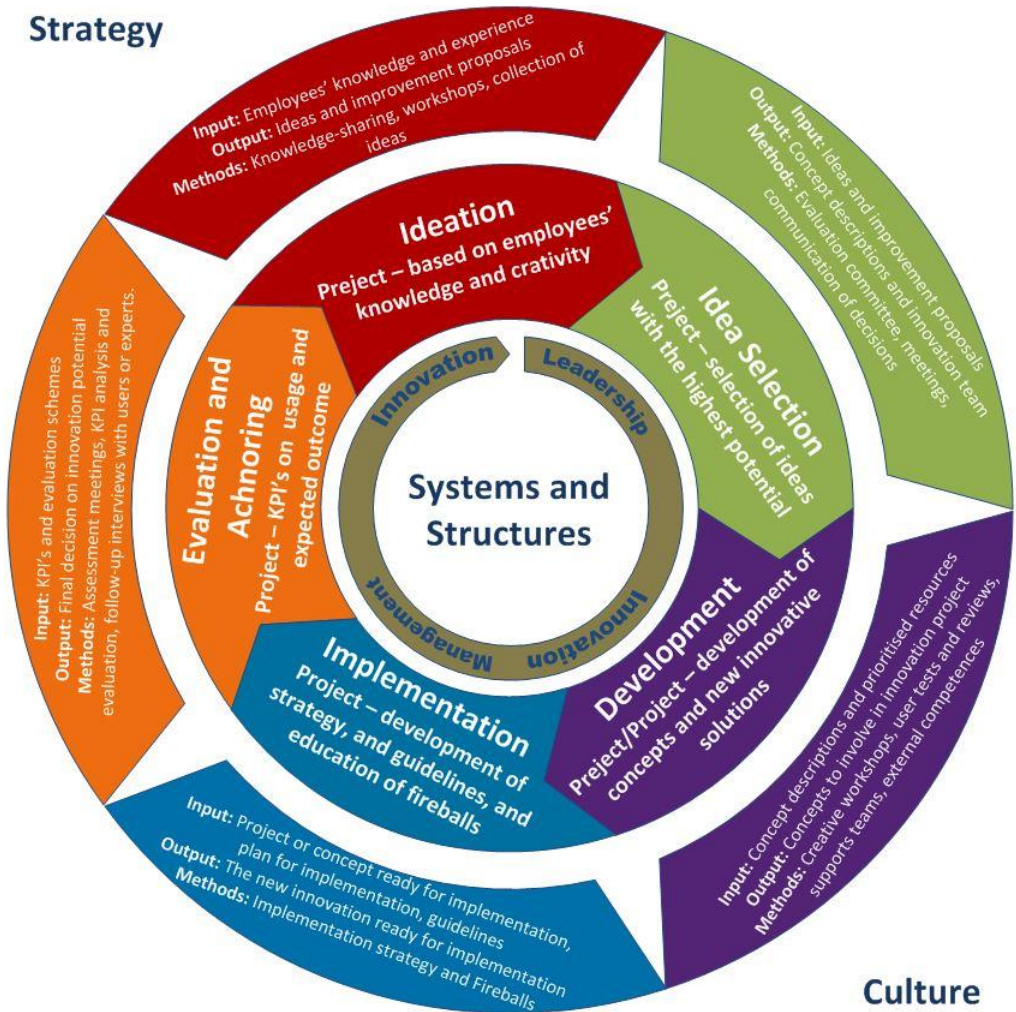 Strategy
Input: Employees' knowledge and experience
Output: Ideas and improvement proposals
Methods: Knowledge-sharing, workshops, collection of
ideas
Input: Ideas and improvement proposals
Output: Concept descriptions and Innovation team
Methods: Evaluation committee, meetings,
communication of decisions
Ideation
Preject – based on employees'
knowledge and crativity
Idea Selection
Preject – selection of ideas
with the highest potential
Input: KPI's and evaluation schemes
Output: Final decision on innovation potential
Methods: Assessment meetings, KPI analysis and
evaluation, follow-up interviews with users or experts.
Evaluation and
Achnoring
Project – KPI's on usage and
expected outcome
Innovation
Leadership
Systems and
Structures
Innovation
Management
Development
Preject/Project – development of
concepts and new innovative
solutions
Implementation
Project – development of
strategy, and guidelines, and
education of fireballs
Input: Concept descriptions and prioritised resources
Output: Concepts to involve in innovation project
Methods: Creative workshops, user tests and reviews,
supports teams, external competences
Input: Project or concept ready for implementation,
plan for implementation, guidelines
Output: The new innovation ready for implementation
Methods: Implementation strategy and Fireballs
Culture